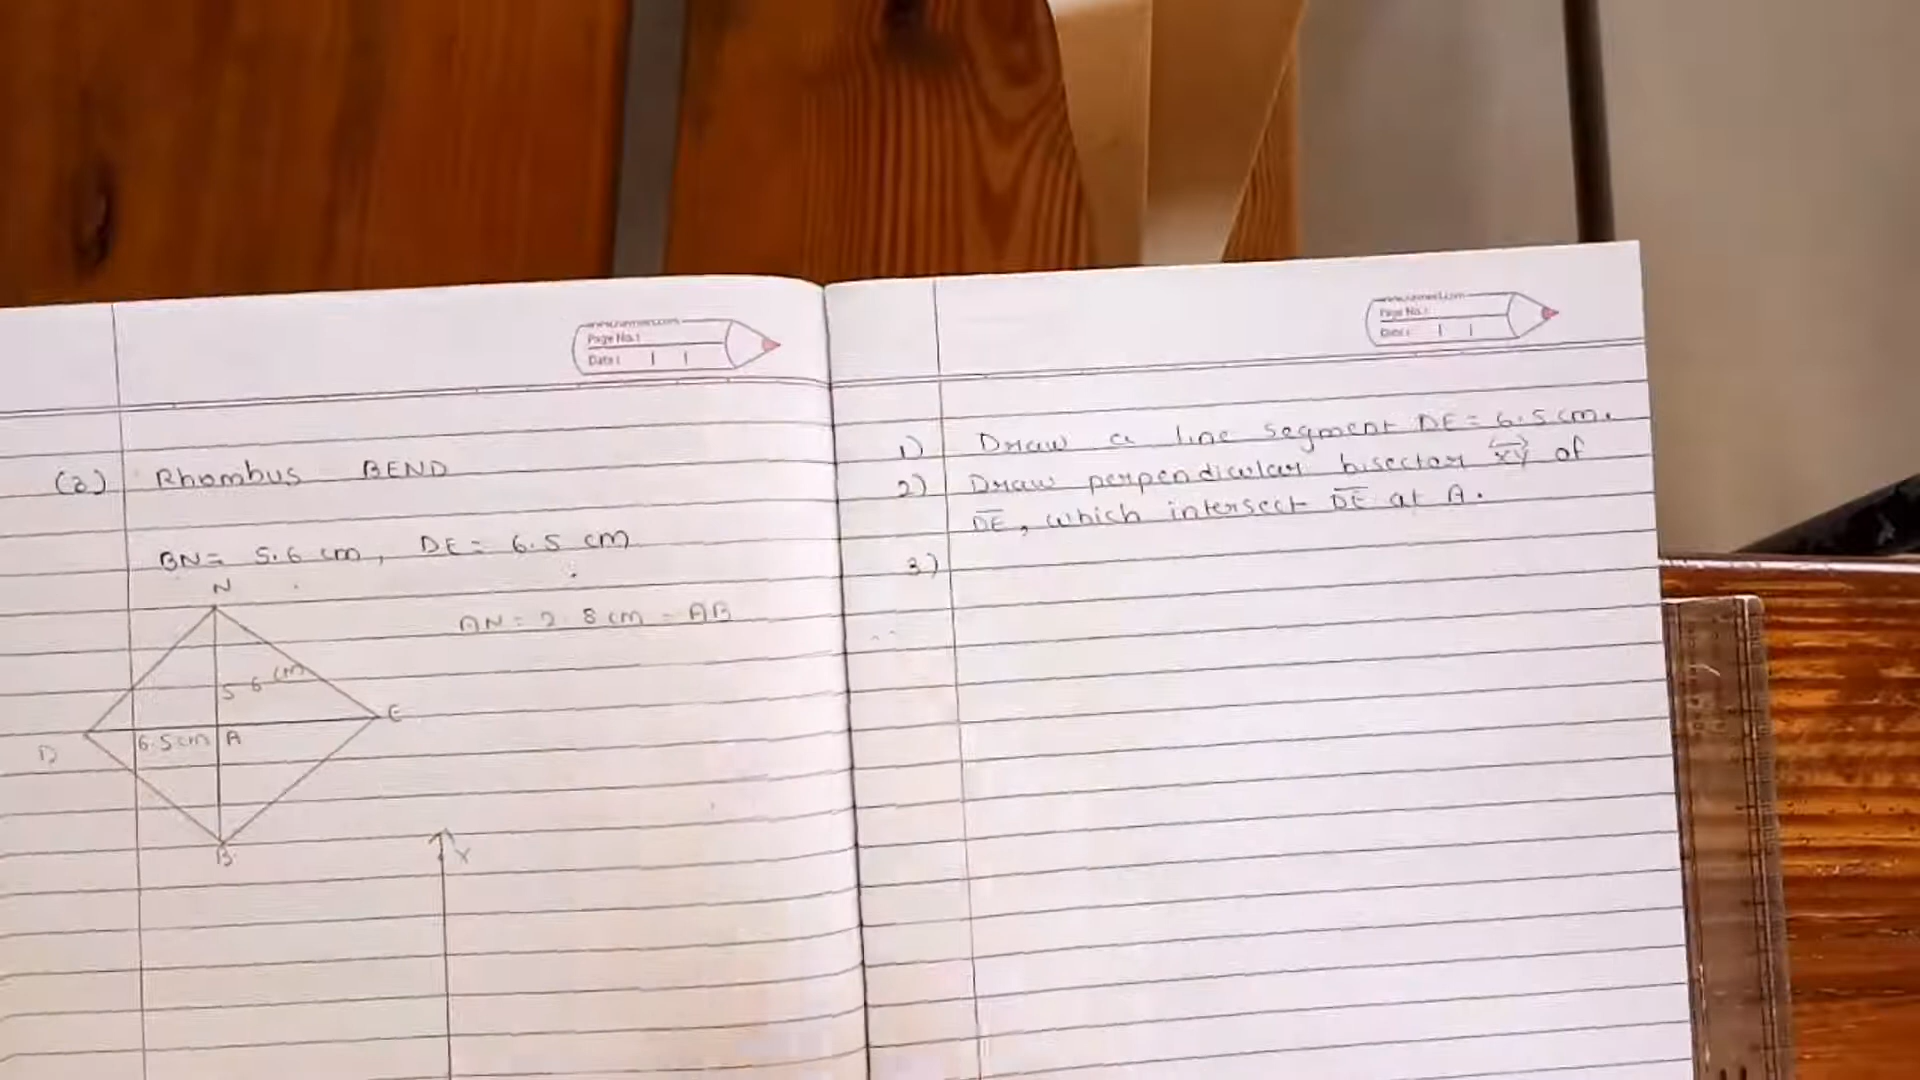 Page No.:
Date:
(a) Rhombus BEND
BN = 5.6 cm, DE = 6.5 cm
N
AN = 2.8 cm = AB
5.6 cm
E
D
6.5 cm A
B
Page No.:
Date:
1) Draw a line segment DE = 6.5 cm.
2) Draw perpendicular bisector XY of
DE, which intersect DE at A.
3)